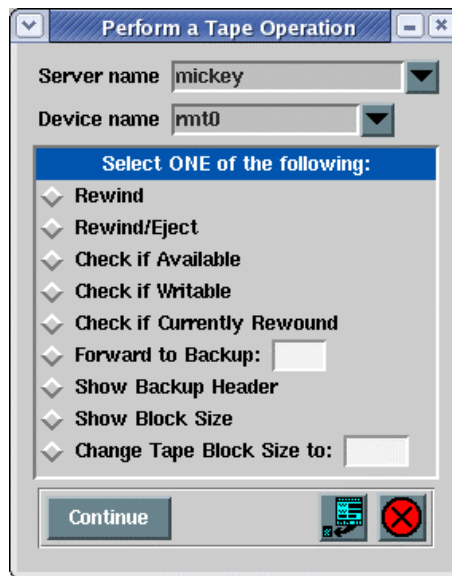 Perform a Tape Operation
Server name mickey
Device name rmt0
Select ONE of the following:
Rewind
Rewind/Eject
Check if Available
Check if Writable
Check if Currently Rewound
Forward to Backup:
Show Backup Header
Show Block Size
Change Tape Block Size to:
Continue